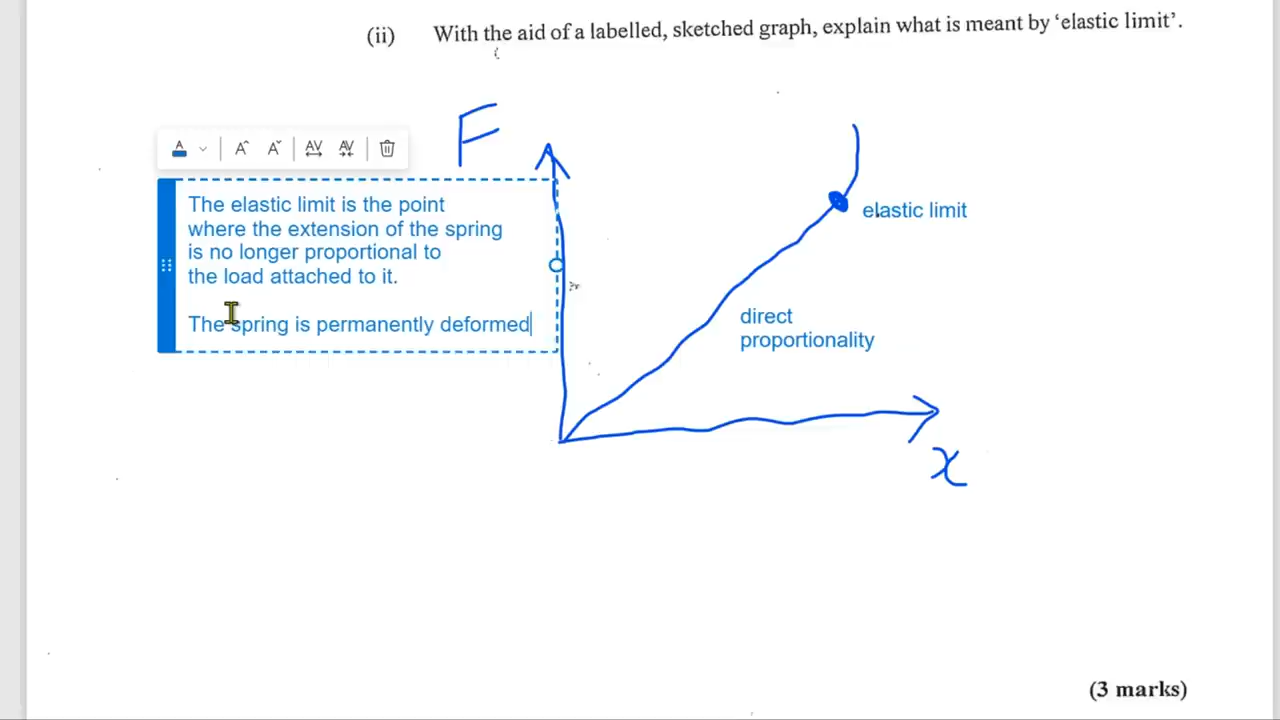 (ii) With the aid of a labelled, sketched graph, explain what is meant by ‘elastic limit’.
F
A A A AV AV
The elastic limit is the point
where the extension of the spring
is no longer proportional to
the load attached to it.
The spring is permanently deformed
elastic limit
direct
proportionality
x
(3 marks)